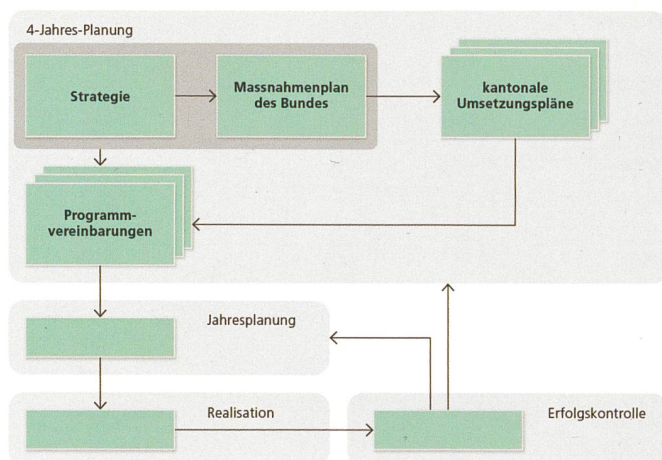 4-Jahres-Planung
Strategie
Massnahmenplan
des Bundes
kantonale
Umsetzungspläne
Programm-
vereinbarungen
Jahresplanung
Realisation
Erfolgskontrolle